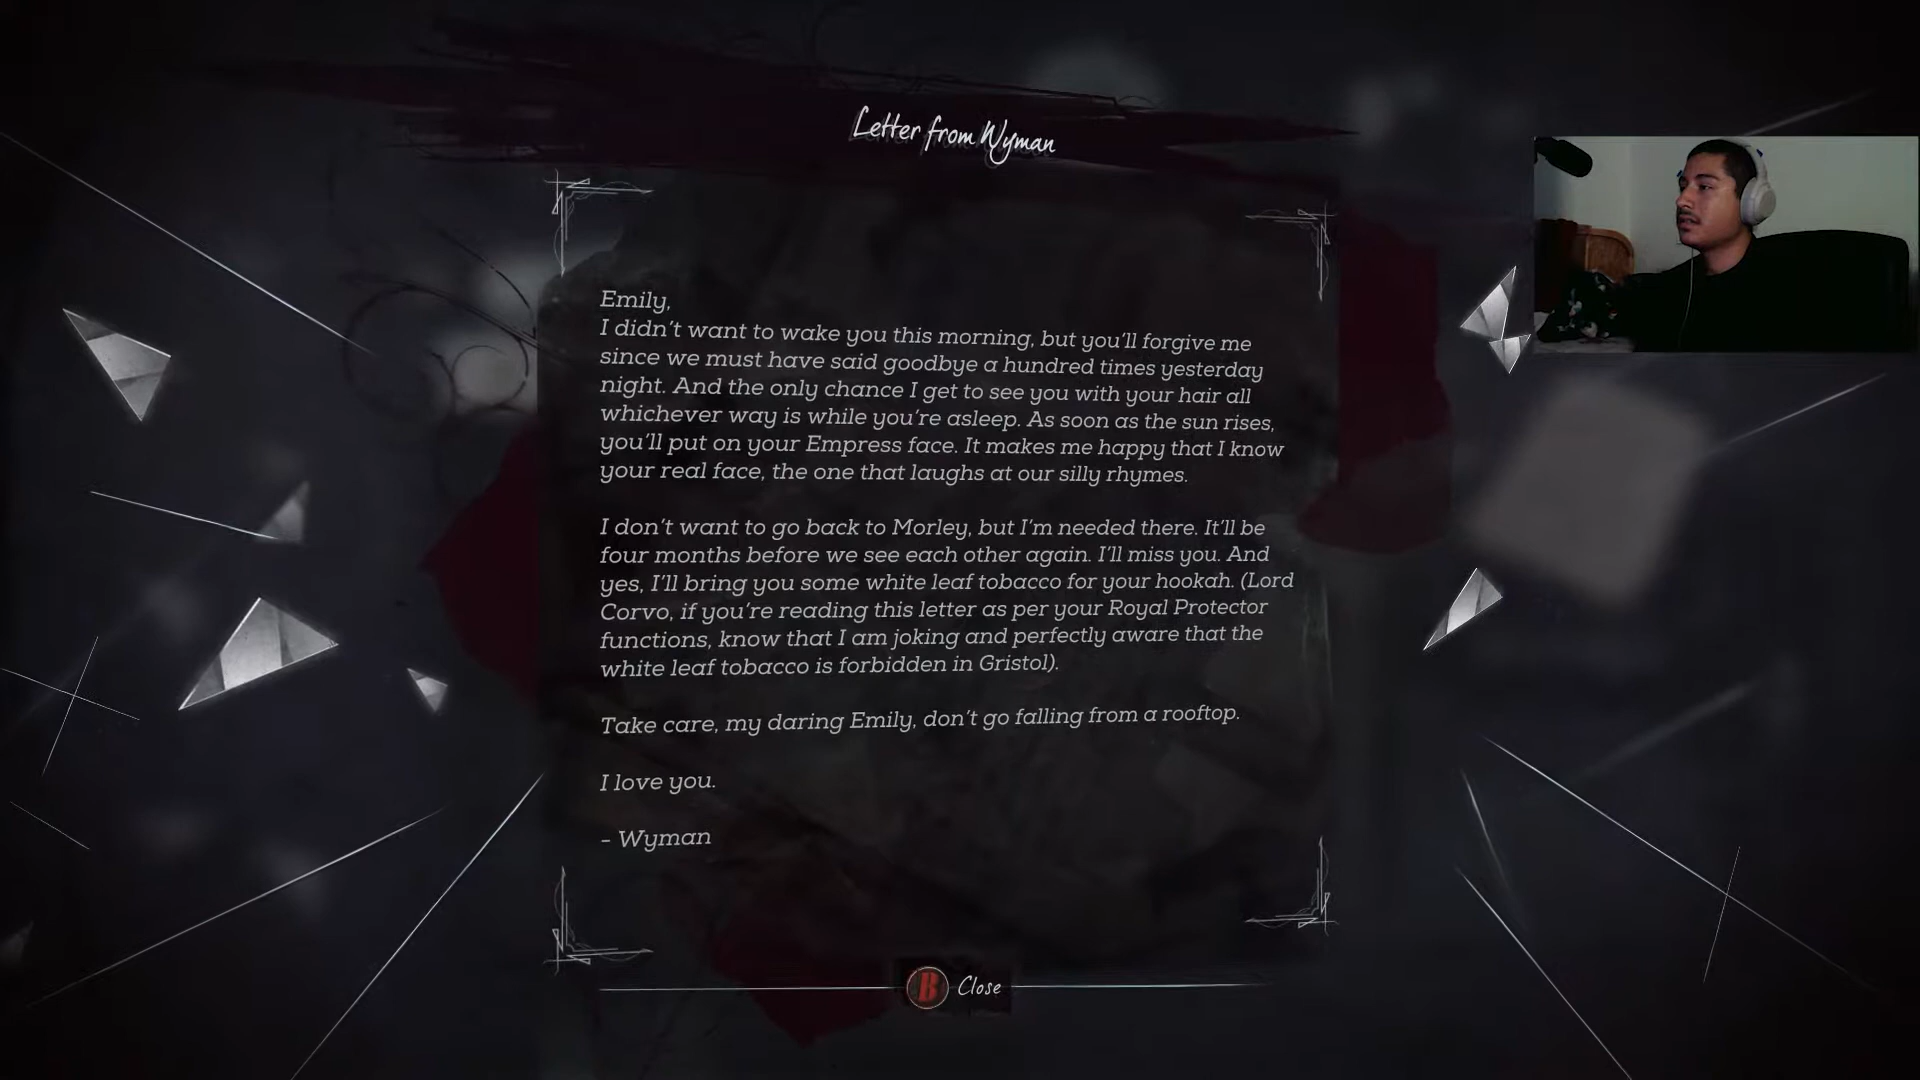 Letter from Wyman
Emily,
I didn't want to wake you this morning, but you'll forgive me
since we must have said goodbye a hundred times yesterday
night. And the only chance I get to see you with your hair all
whichever way is while you're asleep. As soon as the sun rises,
you'll put on your Empress face. It makes me happy that I know
your real face, the one that laughs at our silly rhymes.
I don't want to go back to Morley, but I'm needed there. It'll be
four months before we see each other again. I'll miss you. And
yes, I'll bring you some white leaf tobacco for your hookah. (Lord
Corvo, if you're reading this letter as per your Royal Protector
functions, know that I am joking and perfectly aware that the
white leaf tobacco is forbidden in Gristol).
Take care, my daring Emily, don't go falling from a rooftop.
I love you.
- Wyman
B Close